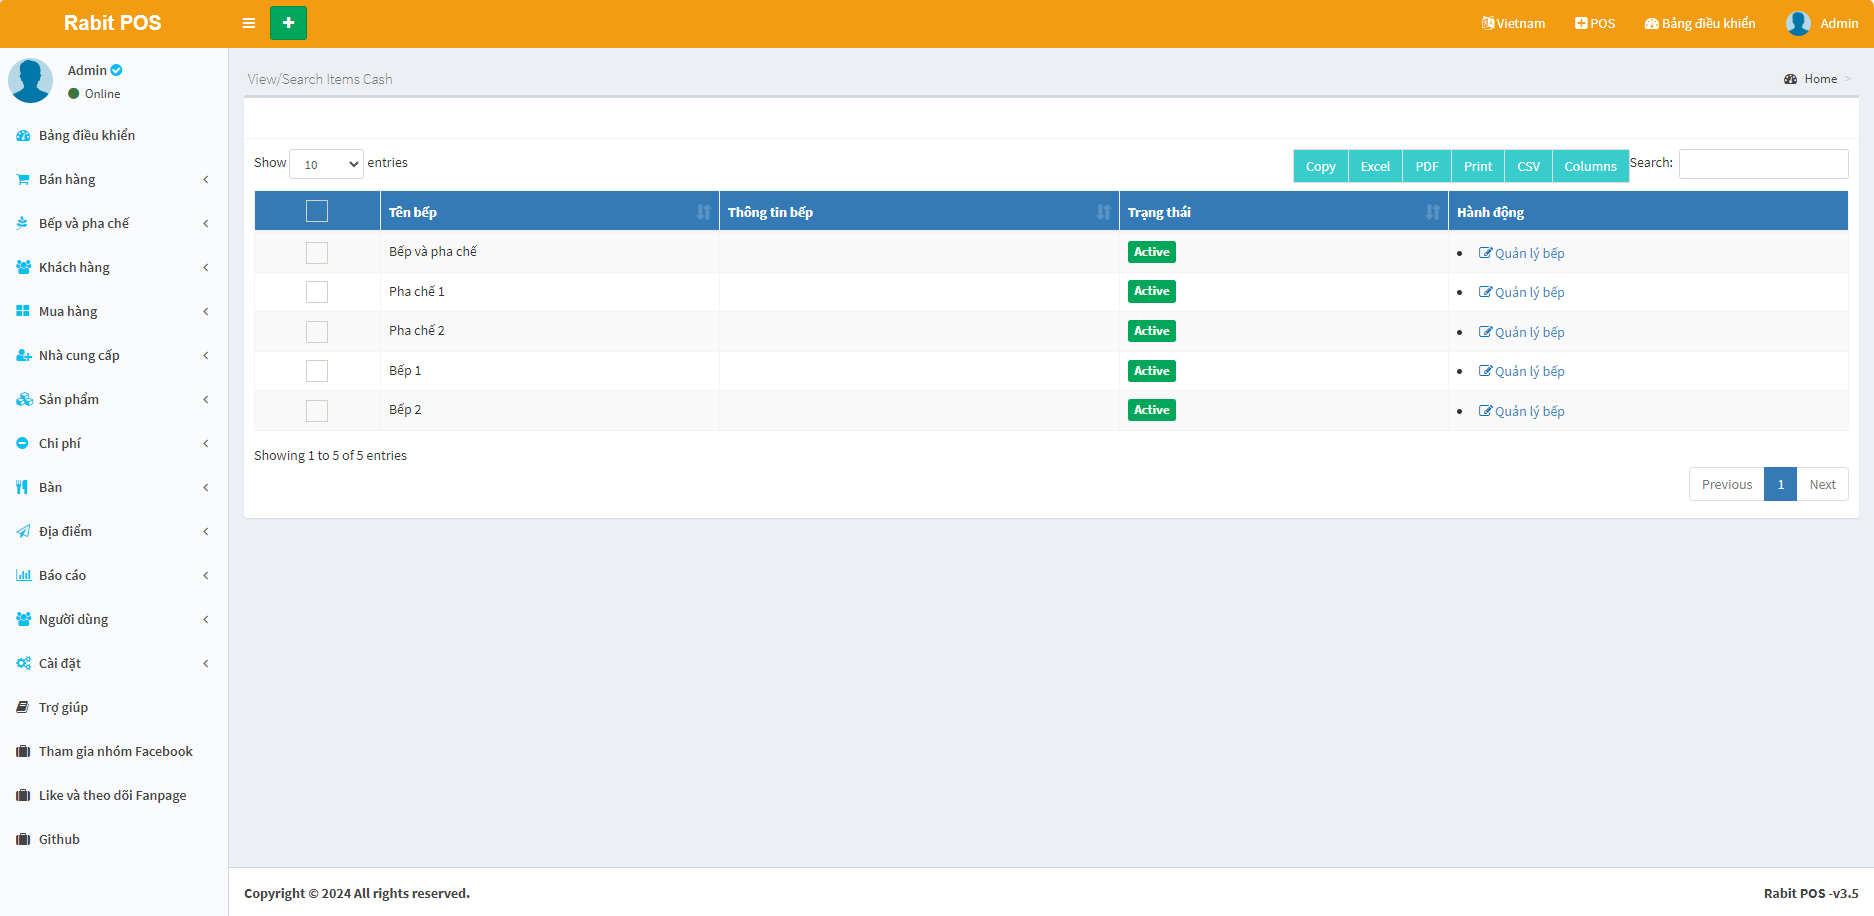 Rabit POS
Vietnam POS Bảng điều khiển Admin
Admin
Online
Bảng điều khiển
Bán hàng
Bếp và pha chế
Khách hàng
Mua hàng
Nhà cung cấp
Sản phẩm
Chi phí
Bàn
Địa điểm
Báo cáo
Người dùng
Cài đặt
Trợ giúp
Tham gia nhóm Facebook
Like và theo dõi Fanpage
Github
View/Search Items Cash
Home >
Show 10 entries
Copy Excel PDF Print CSV Columns Search:
Tên bếp Thông tin bếp Trạng thái Hành động
Bếp và pha chế Active Quản lý bếp
Pha chế 1 Active Quản lý bếp
Pha chế 2 Active Quản lý bếp
Bếp 1 Active Quản lý bếp
Bếp 2 Active Quản lý bếp
Showing 1 to 5 of 5 entries
Previous 1 Next
Copyright © 2024 All rights reserved.
Rabit POS -v3.5